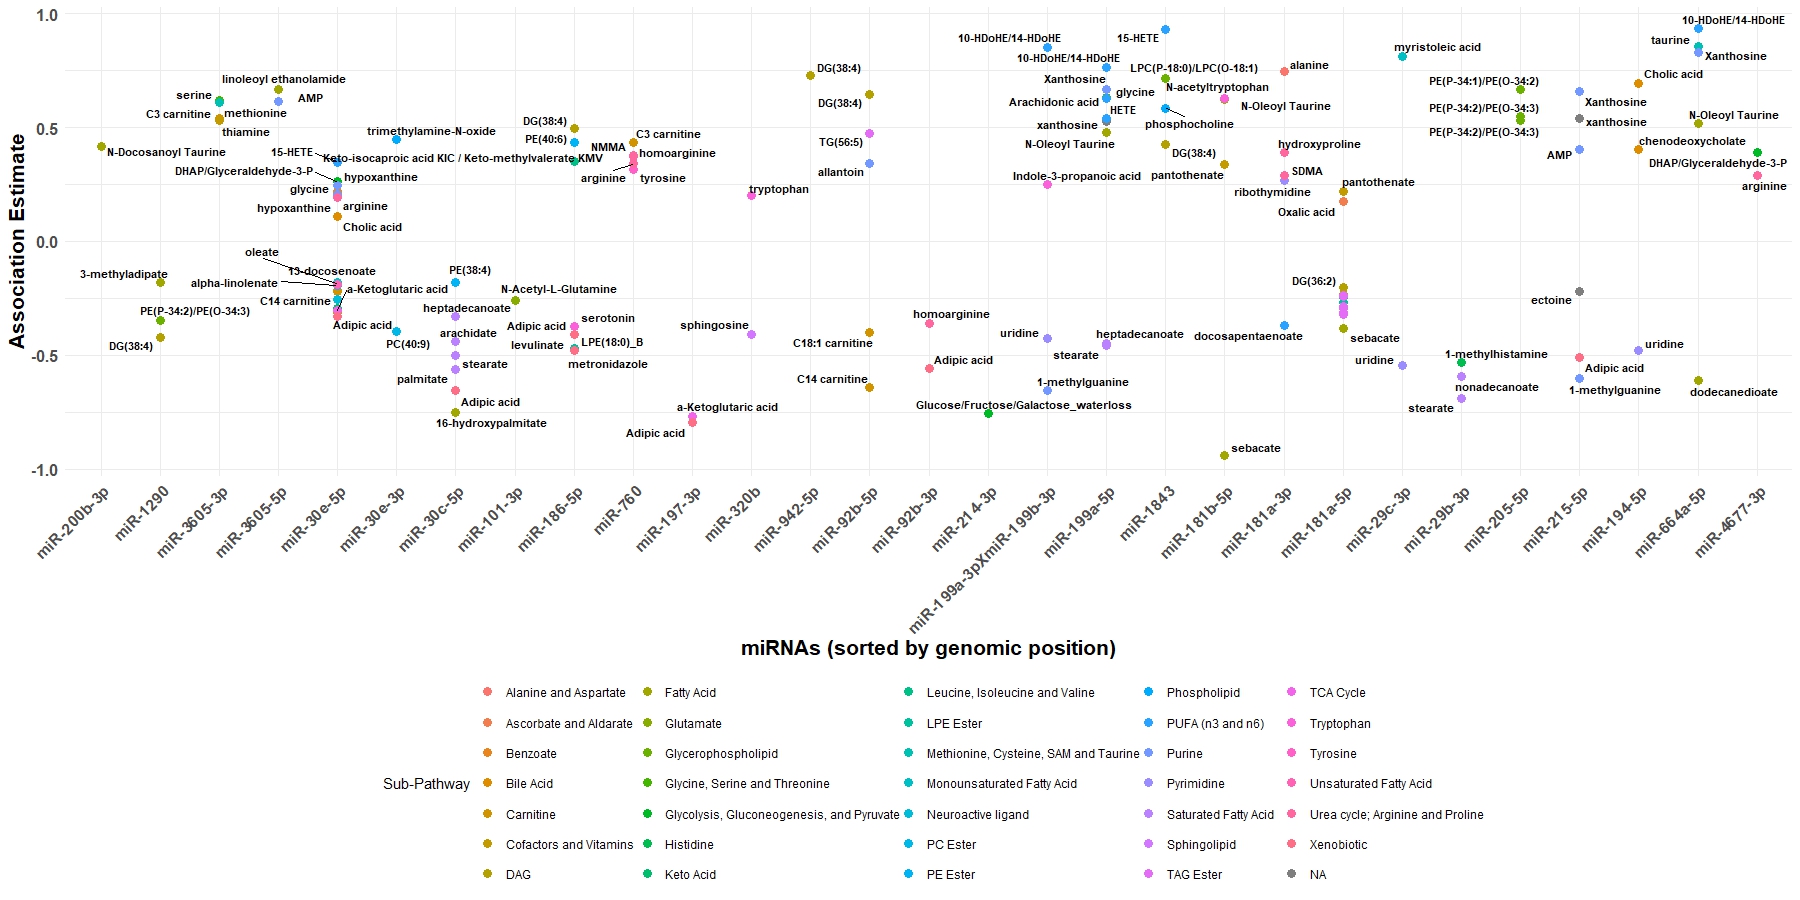 1.0
0.5
0.0
-0.5
-1.0
Association Estimate
N-Docosanoyl Taurine
3-methyladipate
PE(P-34:2)/PE(O-34:3)
DG(38:4)
serine
C3 carnitine
methionine
thiamine
linoleoyl ethanolamide
AMP
15-HETE
DHAP/Glyceraldehyde-3-P
hypoxanthine
glycine
hypoxanthine
arginine
Cholic acid
oleate
13-docosenoate
alpha-linolenate
a-Ketoglutaric acid
C14 carnitine
Adipic acid
trimethylamine-N-oxide
Keto-isocaproic acid KIC / Keto-methylvalerate KMV
PC(40:9)
PE(38:4)
heptadecanoate
arachidate
stearate
palmitate
Adipic acid
16-hydroxypalmitate
N-Acetyl-L-Glutamine
DG(38:4)
PE(40:6)
serotonin
Adipic acid
levulinate
LPE(18:0)_B
metronidazole
C3 carnitine
NMMA
homoarginine
arginine
tyrosine
a-Ketoglutaric acid
Adipic acid
tryptophan
sphingosine
DG(38:4)
DG(38:4)
TG(56:5)
allantoin
C18:1 carnitine
C14 carnitine
homoarginine
Adipic acid
Glucose/Fructose/Galactose_waterloss
10-HDoHE/14-HDoHE
Indole-3-propanoic acid
uridine
1-methylguanine
10-HDoHE/14-HDoHE
Xanthosine
glycine
Arachidonic acid
HETE
xanthosine
N-Oleoyl Taurine
heptadecanoate
stearate
15-HETE
LPC(P-18:0)/LPC(O-18:1)
phosphocholine
DG(38:4)
N-acetyltryptophan
N-Oleoyl Taurine
pantothenate
sebacate
alanine
hydroxyproline
SDMA
ribothymidine
docosapentaenoate
pantothenate
Oxalic acid
DG(36:2)
sebacate
myristoleic acid
uridine
1-methylhistamine
nonadecanoate
stearate
PE(P-34:1)/PE(O-34:2)
PE(P-34:2)/PE(O-34:3)
PE(P-34:2)/PE(O-34:3)
Xanthosine
xanthosine
AMP
ectoine
Adipic acid
1-methylguanine
Cholic acid
chenodeoxycholate
uridine
10-HDoHE/14-HDoHE
taurine
Xanthosine
N-Oleoyl Taurine
dodecanedioate
DHAP/Glyceraldehyde-3-P
arginine
miR-200b-3p
miR-1290
miR-3605-3p
miR-3605-5p
miR-30e-5p
miR-30e-3p
miR-30c-5p
miR-101-3p
miR-186-5p
miR-760
miR-197-3p
miR-320b
miR-942-5p
miR-92b-5p
miR-92b-3p
miR-214-3p
miR-199a-3pXmiR-199b-3p
miR-199a-5p
miR-1843
miR-181b-5p
miR-181a-3p
miR-181a-5p
miR-29c-3p
miR-29b-3p
miR-205-5p
miR-215-5p
miR-194-5p
miR-664a-5p
miR-4677-3p
miRNAs (sorted by genomic position)
Sub-Pathway
Alanine and Aspartate
Ascorbate and Aldarate
Benzoate
Bile Acid
Carnitine
Cofactors and Vitamins
DAG
Fatty Acid
Glutamate
Glycerophospholipid
Glycine, Serine and Threonine
Glycolysis, Gluconeogenesis, and Pyruvate
Histidine
Keto Acid
Leucine, Isoleucine and Valine
LPE Ester
Methionine, Cysteine, SAM and Taurine
Monounsaturated Fatty Acid
Neuroactive ligand
PC Ester
PE Ester
Phospholipid
PUFA (n3 and n6)
Purine
Pyrimidine
Saturated Fatty Acid
Sphingolipid
TAG Ester
TCA Cycle
Tryptophan
Tyrosine
Unsaturated Fatty Acid
Urea cycle; Arginine and Proline
Xenobiotic
NA